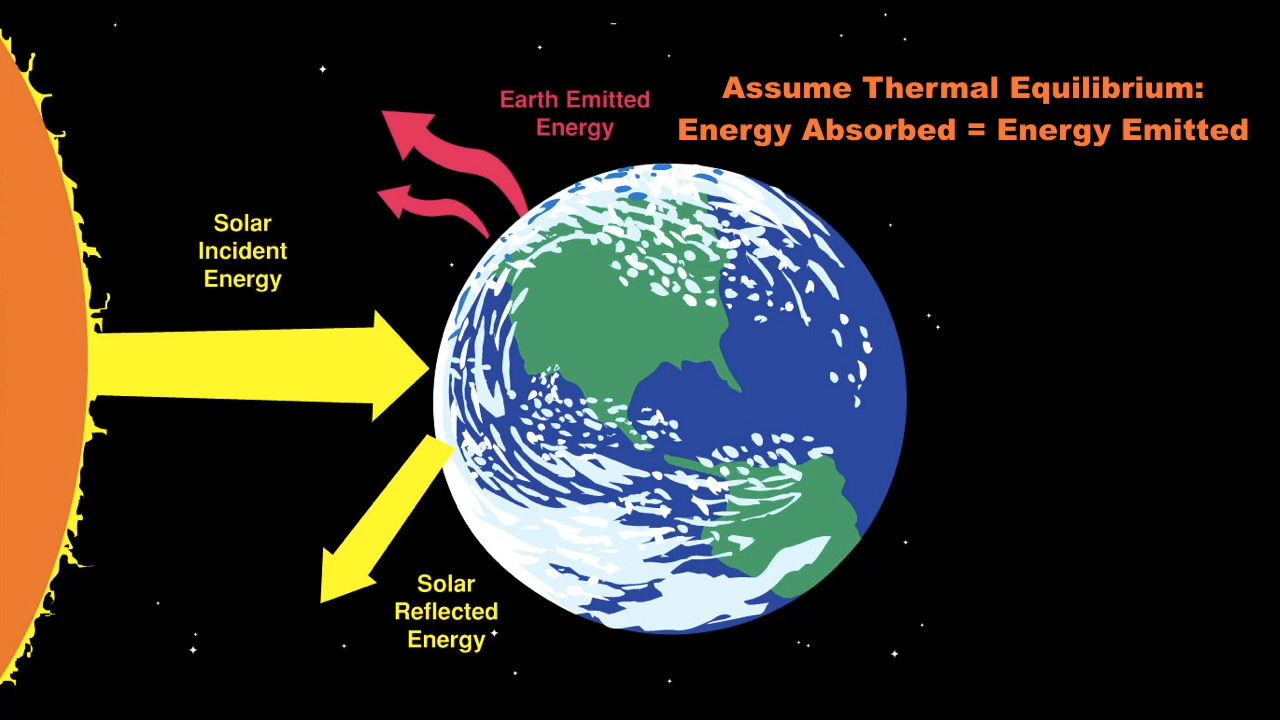 Assume Thermal Equilibrium:
Energy Absorbed = Energy Emitted
Earth Emitted
Energy
Solar
Incident
Energy
Solar
Reflected
Energy